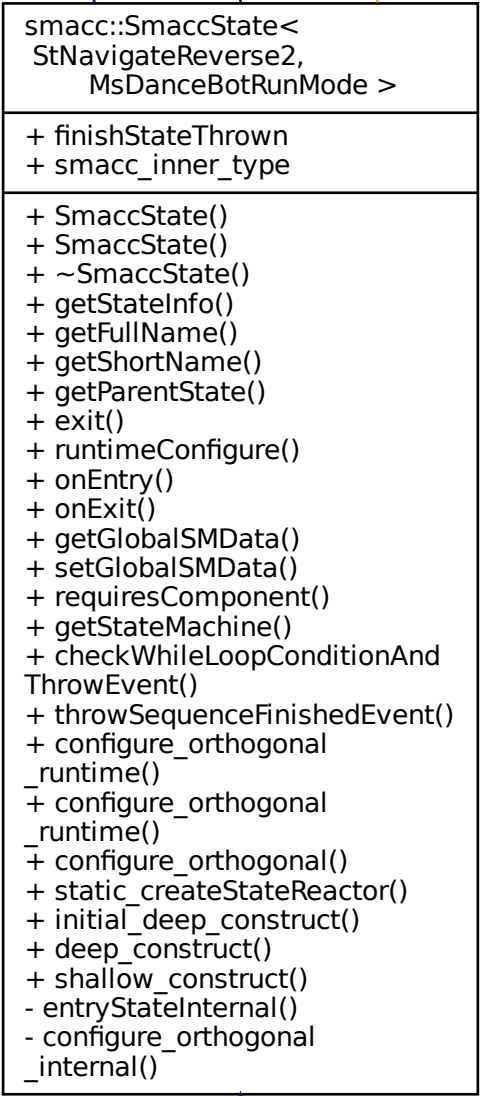 smacc::SmaccState<
StNavigateReverse2,
MsDanceBotRunMode >
+ finishStateThrown
+ smacc_inner_type
+ SmaccState()
+ SmaccState()
+ ~SmaccState()
+ getStateInfo()
+ getFullName()
+ getShortName()
+ getParentState()
+ exit()
+ runtimeConfigure()
+ onEntry()
+ onExit()
+ getGlobalSMData()
+ setGlobalSMData()
+ requiresComponent()
+ getStateMachine()
+ checkWhileLoopConditionAnd
ThrowEvent()
+ throwSequenceFinishedEvent()
+ configure_orthogonal
_runtime()
+ configure_orthogonal
_runtime()
+ configure_orthogonal()
+ static_createStateReactor()
+ initial_deep_construct()
+ deep_construct()
+ shallow_construct()
- entryStateInternal()
- configure_orthogonal
_internal()